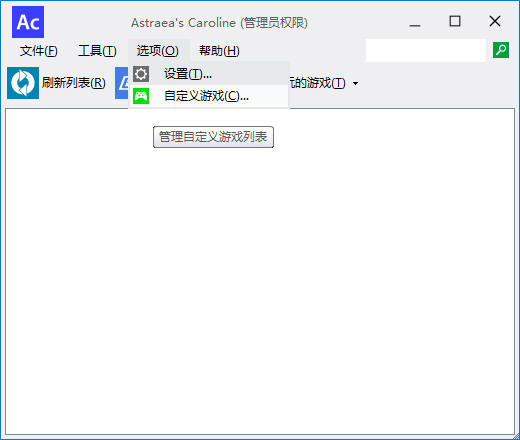 Ac
Astraea's Caroline (管理员权限)
文件(F) 工具(T) 选项(O) 帮助(H)
刷新列表(R) 玩的游戏(T)
设置(T)...
自定义游戏(C)...
管理自定义游戏列表